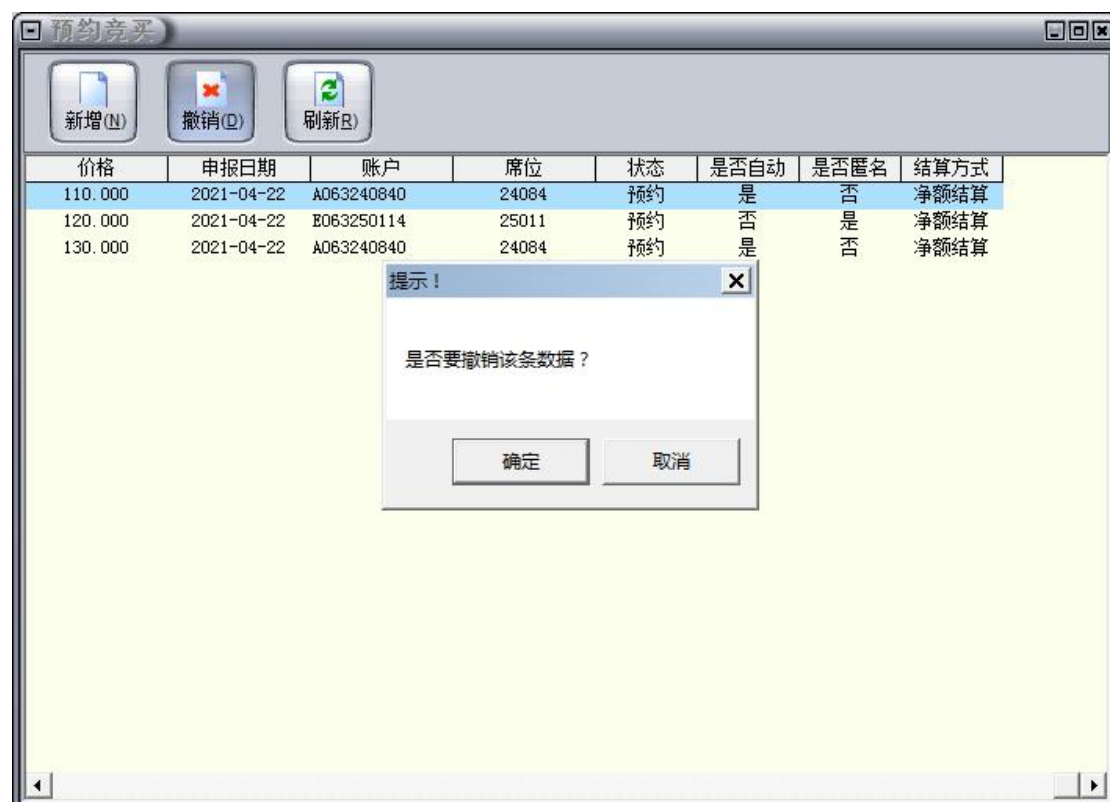 预约竞买
新增(N) 撤销(D) 刷新R)
价格 申报日期 账户 席位 状态 是否自动 是否匿名 结算方式
110.000 2021-04-22 A063240840 24084 预约 是 否 净额结算
120.000 2021-04-22 E063250114 25011 预约 否 是 净额结算
130.000 2021-04-22 A063240840 24084 预约 是 否 净额结算
提示！
是否要撤销该条数据？
确定 取消